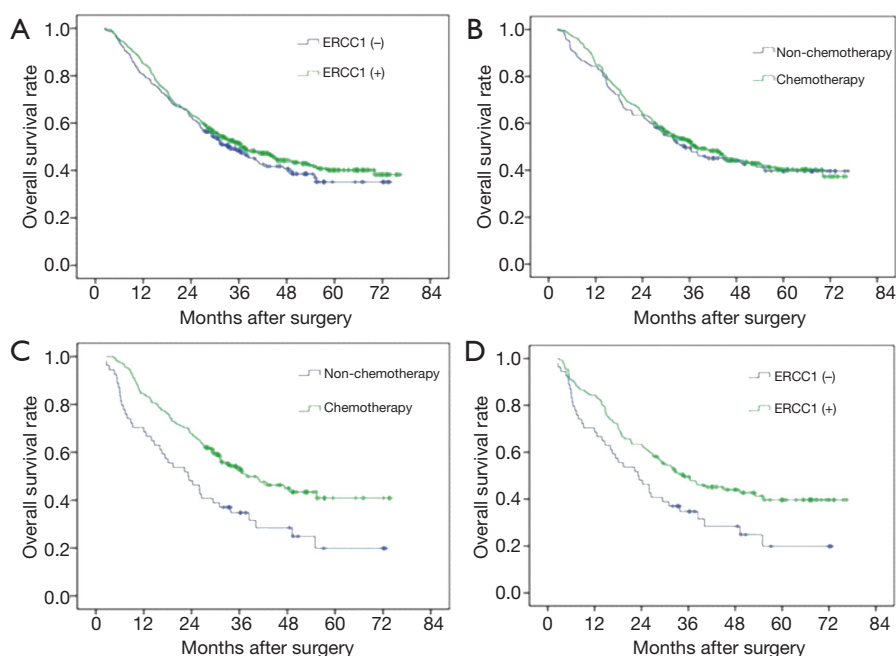 A
Overall survival rate
1.0
0.8
0.6
0.4
0.2
0.0
ERCC1 (−)
ERCC1 (+)
0 12 24 36 48 60 72 84
Months after surgery
B
Overall survival rate
1.0
0.8
0.6
0.4
0.2
0.0
Non-chemotherapy
Chemotherapy
0 12 24 36 48 60 72 84
Months after surgery
C
Overall survival rate
1.0
0.8
0.6
0.4
0.2
0.0
Non-chemotherapy
Chemotherapy
0 12 24 36 48 60 72 84
Months after surgery
D
Overall survival rate
1.0
0.8
0.6
0.4
0.2
0.0
ERCC1 (−)
ERCC1 (+)
0 12 24 36 48 60 72 84
Months after surgery